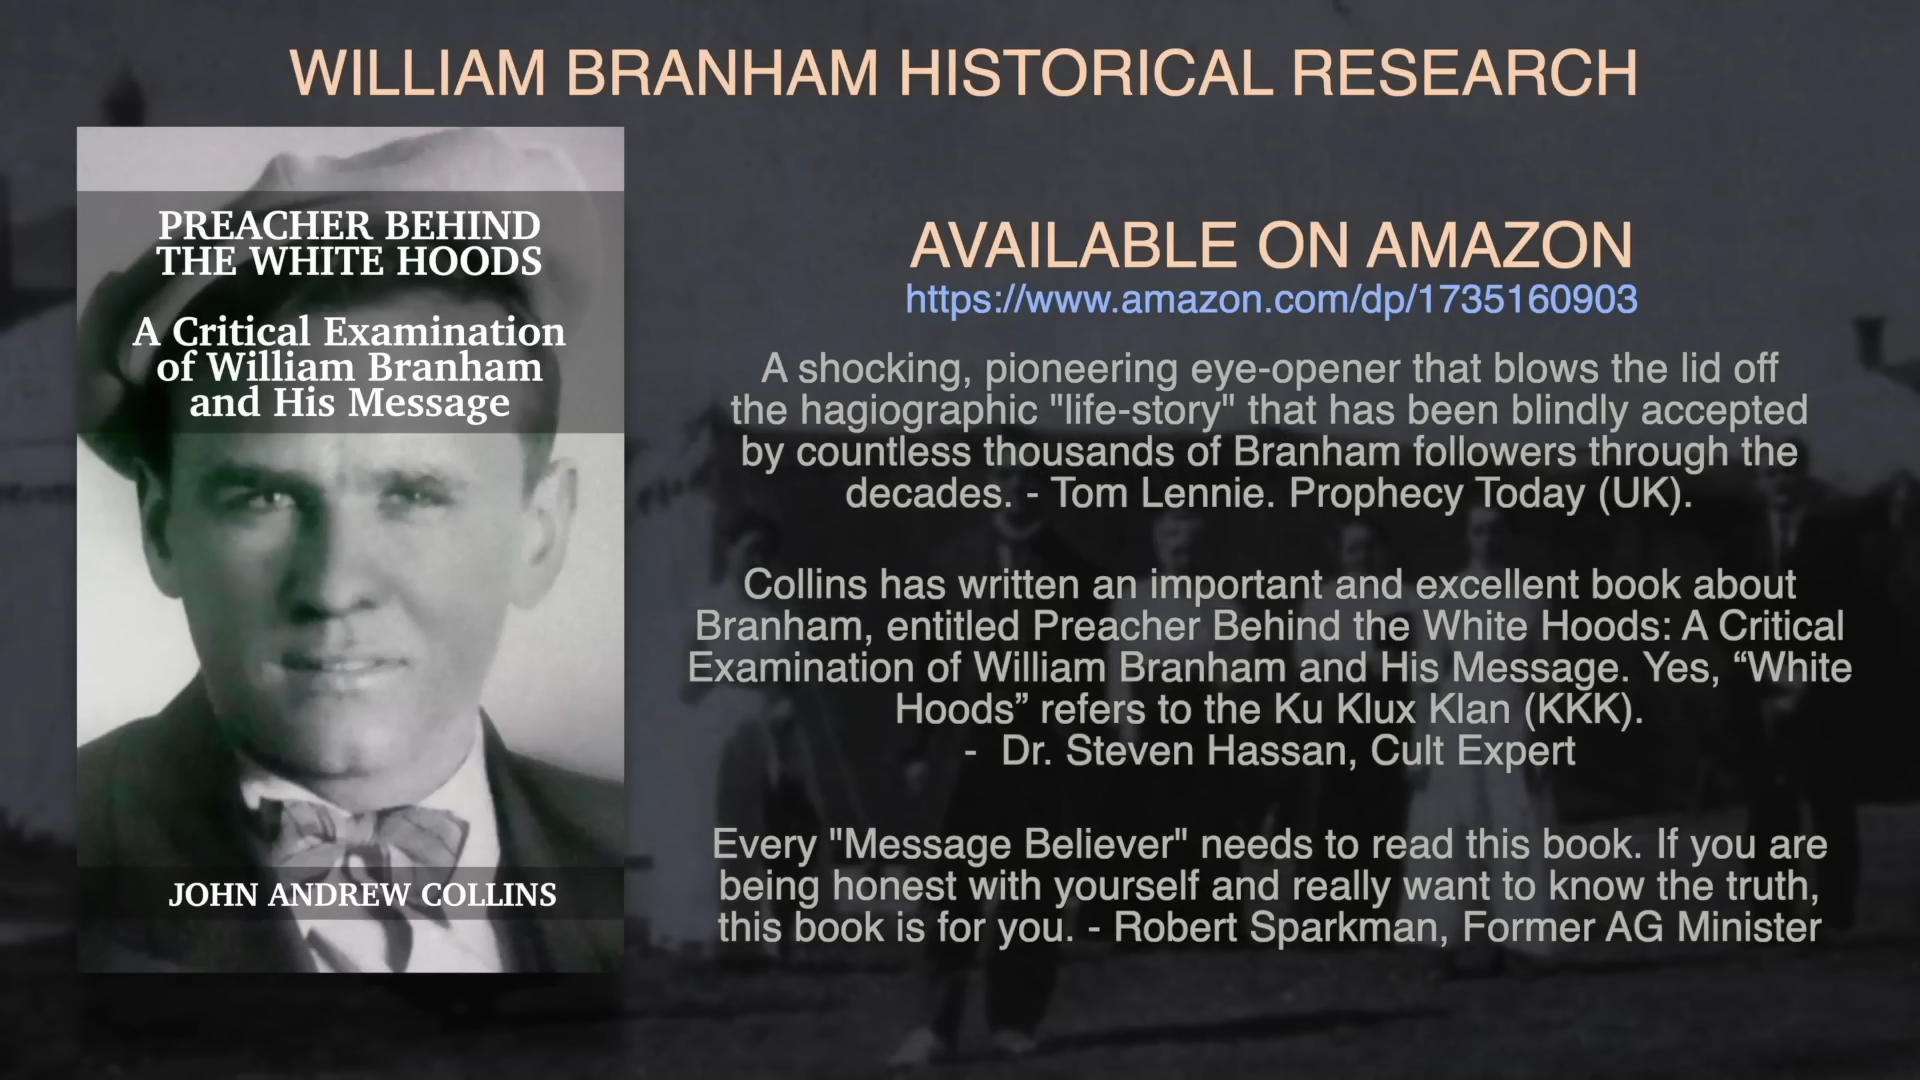 WILLIAM BRANHAM HISTORICAL RESEARCH
PREACHER BEHIND
THE WHITE HOODS
A Critical Examination
of William Branham
and His Message
JOHN ANDREW COLLINS
AVAILABLE ON AMAZON
https://www.amazon.com/dp/1735160903
A shocking, pioneering eye-opener that blows the lid off
the hagiographic "life-story" that has been blindly accepted
by countless thousands of Branham followers through the
decades. - Tom Lennie. Prophecy Today (UK).
Collins has written an important and excellent book about
Branham, entitled Preacher Behind the White Hoods: A Critical
Examination of William Branham and His Message. Yes, “White
Hoods” refers to the Ku Klux Klan (KKK).
- Dr. Steven Hassan, Cult Expert
Every "Message Believer" needs to read this book. If you are
being honest with yourself and really want to know the truth,
this book is for you. - Robert Sparkman, Former AG Minister